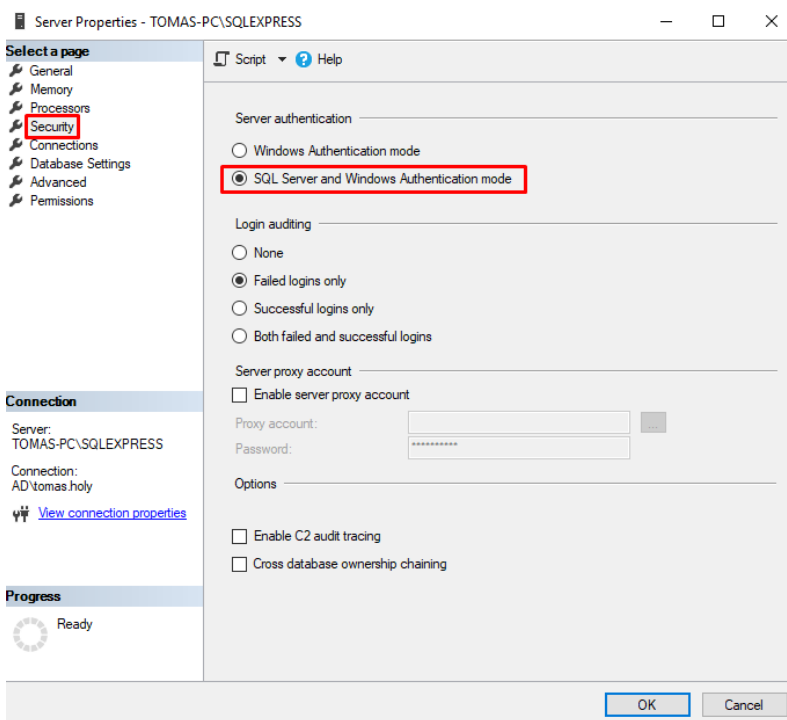 Server Properties - TOMAS-PC\SQLEXPRESS
Select a page
General
Memory
Processors
Security
Connections
Database Settings
Advanced
Permissions
Script
Help
Server authentication
Windows Authentication mode
SQL Server and Windows Authentication mode
Login auditing
None
Failed logins only
Successful logins only
Both failed and successful logins
Server proxy account
Enable server proxy account
Proxy account:
...
Password:
**********
Options
Enable C2 audit tracing
Cross database ownership chaining
Connection
Server:
TOMAS-PC\SQLEXPRESS
Connection:
AD\tomas.holy
View connection properties
Progress
Ready
OK
Cancel